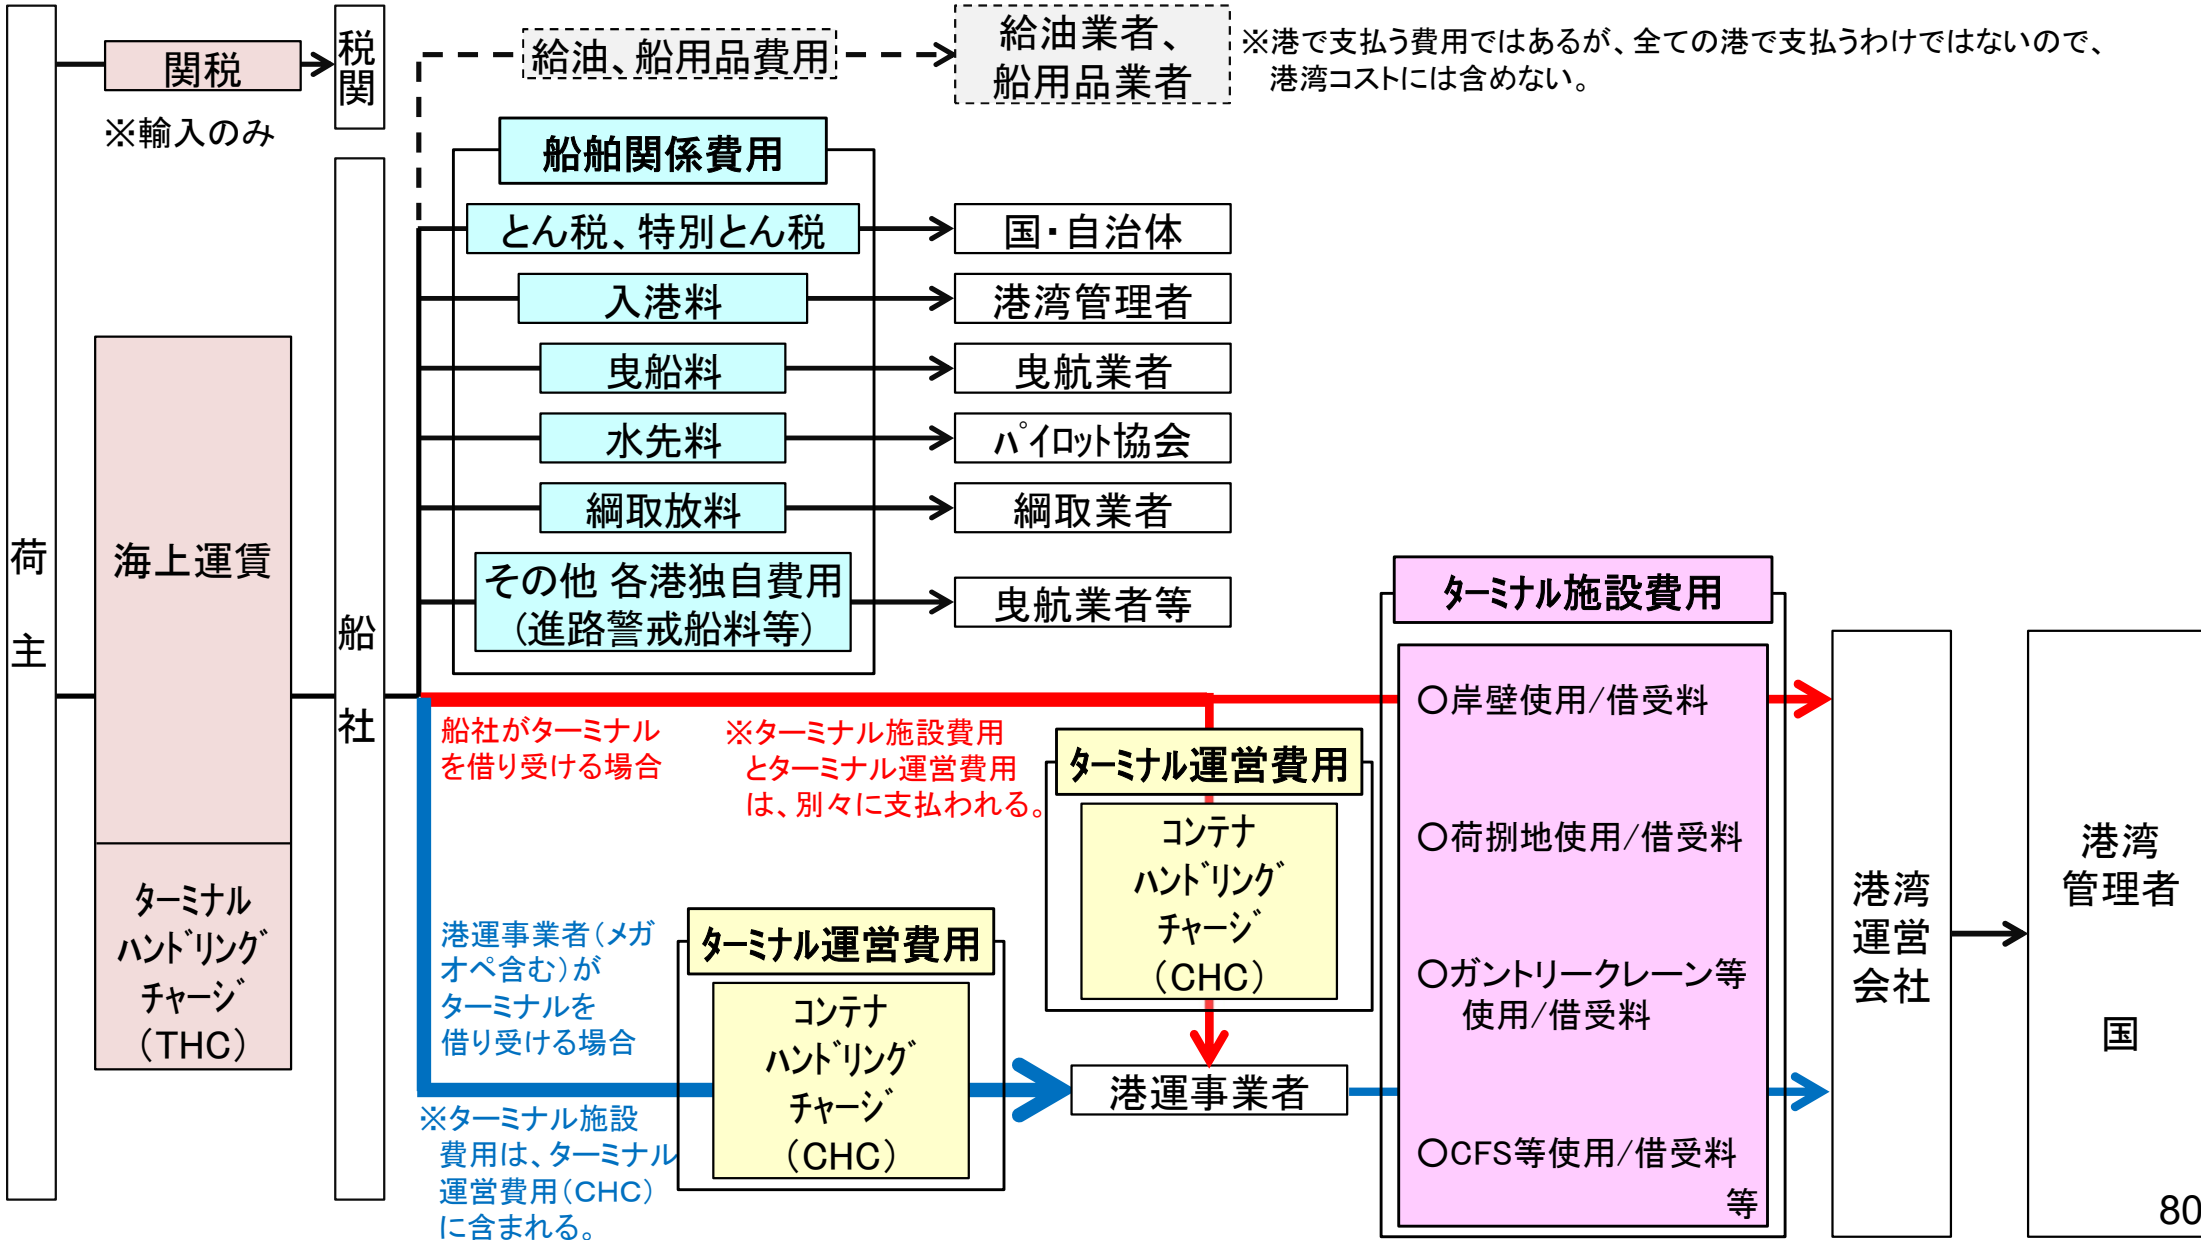 荷
主
関税
※輸入のみ
税
関
海上運賃
ﾀｰﾐﾅﾙ
ﾊﾝﾄﾞﾘﾝｸﾞ
ﾁｬｰｼﾞ
(THC)
船
社
給油、船用品費用
給油業者、
船用品業者
※港で支払う費用ではあるが、全ての港で支払うわけではないので、
港湾コストには含めない。
船舶関係費用
とん税、特別とん税
国・自治体
入港料
港湾管理者
曳船料
曳航業者
水先料
ﾊﾟｲﾛｯﾄ協会
綱取放料
綱取業者
その他 各港独自費用
(進路警戒船料等)
曳航業者等
船社がターミナル
を借り受ける場合
※ターミナル施設費用
とターミナル運営費用
は、別々に支払われる。
ﾀｰﾐﾅﾙ運営費用
ｺﾝﾃﾅ
ﾊﾝﾄﾞﾘﾝｸﾞ
ﾁｬｰｼﾞ
(CHC)
港運事業者(メガ
オペ含む)が
ターミナルを
借り受ける場合
※ターミナル施設
費用は、ターミナル
運営費用(CHC)
に含まれる。
ﾀｰﾐﾅﾙ運営費用
ｺﾝﾃﾅ
ﾊﾝﾄﾞﾘﾝｸﾞ
ﾁｬｰｼﾞ
(CHC)
港運事業者
ﾀｰﾐﾅﾙ施設費用
○岸壁使用/借受料
○荷捌地使用/借受料
○ガントリークレーン等
使用/借受料
○CFS等使用/借受料
等
港湾
運営
会社
港湾
管理者
国
80